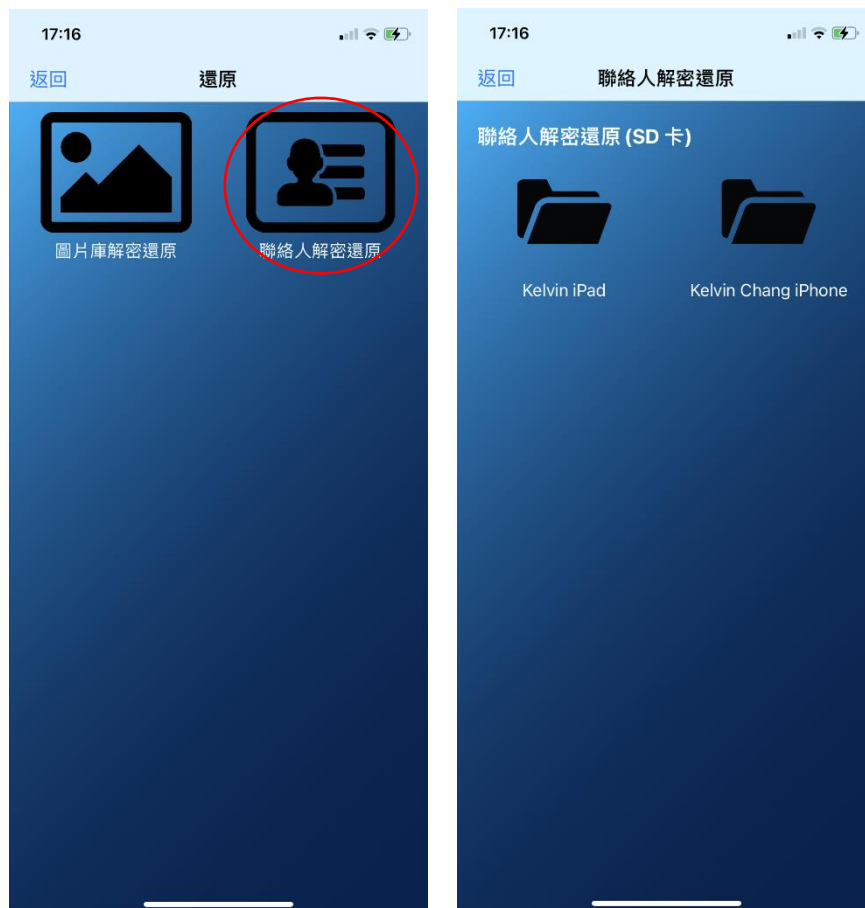 17:16
返回 還原
圖片庫解密還原 聯絡人解密還原
17:16
返回 聯絡人解密還原
聯絡人解密還原 (SD 卡)
Kelvin iPad Kelvin Chang iPhone